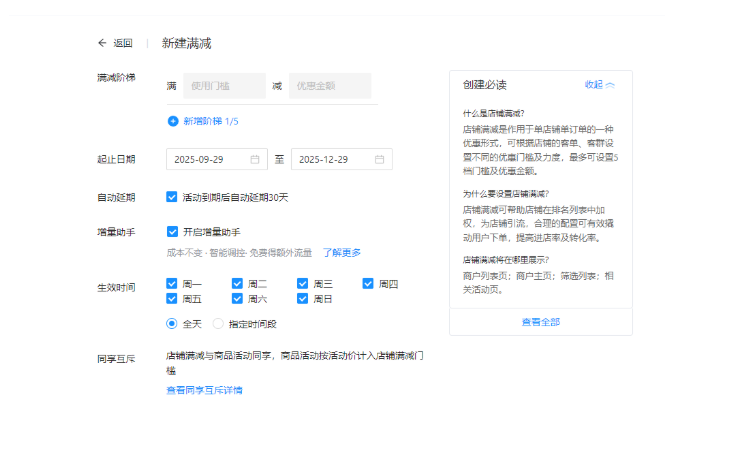 返回 | 新建满减
满减阶梯 满 使用门槛 减 优惠金额
新增阶梯 1/5
起止日期 2025-09-29 至 2025-12-29
自动延期 活动到期后自动延期30天
增量助手 开启增量助手
成本不变·智能调控·免费得额外流量 了解更多
生效时间 周一 周二 周三 周四
周五 周六 周日
全天 指定时间段
同享互斥 店铺满减与商品活动同享，商品活动按活动价计入店铺满减门
槛
查看同享互斥详情
创建必读 收起
什么是店铺满减?
店铺满减是作用于单店铺单订单的一种
优惠形式，可根据店铺的客单、客群设
置不同的优惠门槛及力度，最多可设置5
档门槛及优惠金额。
为什么要设置店铺满减?
店铺满减可帮助店铺在排名列表中加
权，为店铺引流，合理的配置可有效撬
动用户下单，提高进店率及转化率。
店铺满减将在哪里展示?
商户列表页；商户主页；筛选列表；相
关活动页。
查看全部